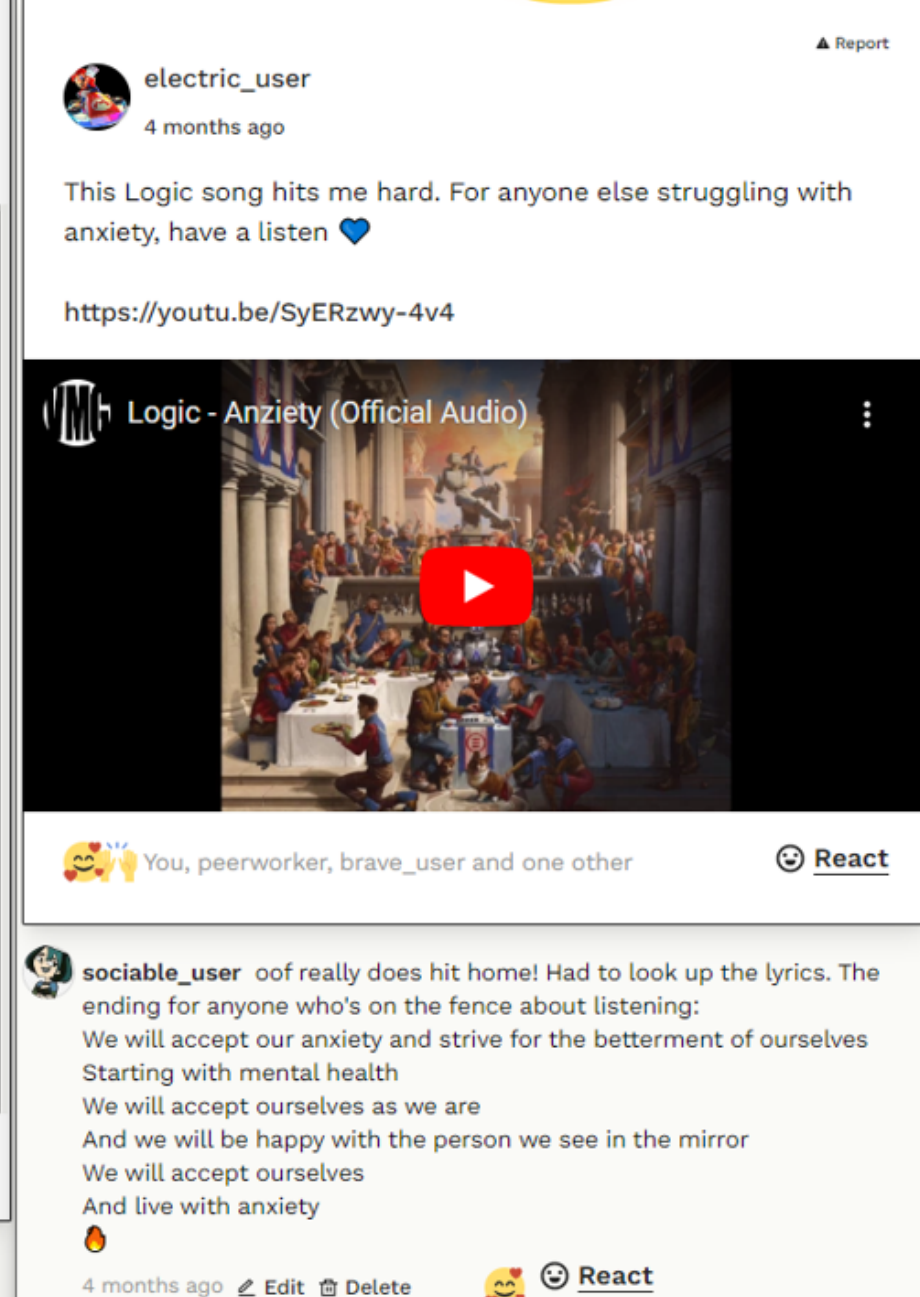 Report
electric_user
4 months ago
This Logic song hits me hard. For anyone else struggling with
anxiety, have a listen 💙
https://youtu.be/SyERzwy-4v4
Logic - Anziety (Official Audio)
You, peerworker, brave_user and one other
React
sociable_user oof really does hit home! Had to look up the lyrics. The
ending for anyone who's on the fence about listening:
We will accept our anxiety and strive for the betterment of ourselves
Starting with mental health
We will accept ourselves as we are
And we will be happy with the person we see in the mirror
We will accept ourselves
And live with anxiety
🔥
4 months ago Edit Delete React